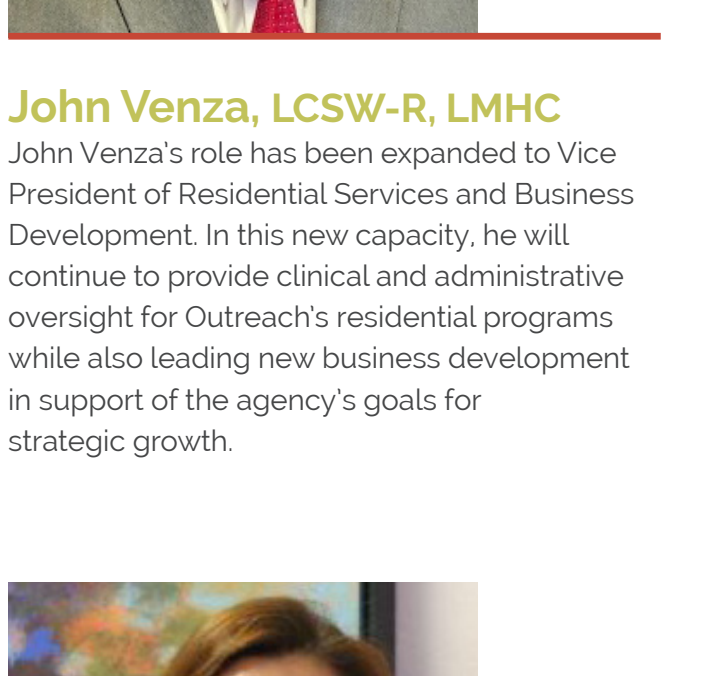 John Venza, LCSW-R, LMHC
John Venza's role has been expanded to Vice
President of Residential Services and Business
Development. In this new capacity, he will
continue to provide clinical and administrative
oversight for Outreach's residential programs
while also leading new business development
in support of the agency's goals for
strategic growth.